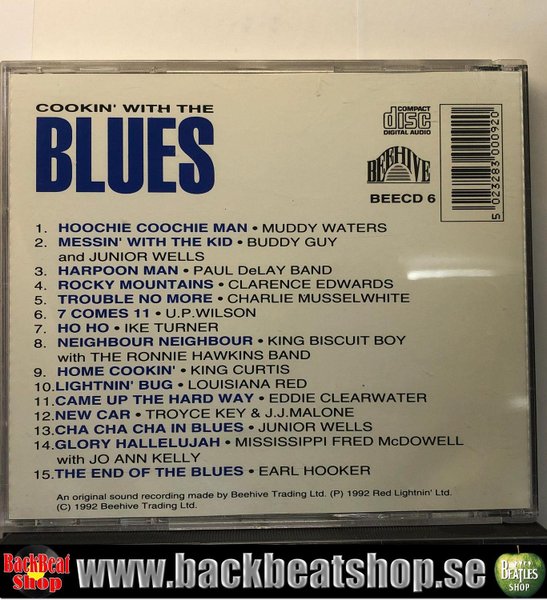 COOKIN' WITH THE
BLUES
COMPACT
disc
DIGITAL AUDIO
BEEHIVE
BEECD 6
5 023283 000920
1. HOOCHIE COOCHIE MAN • MUDDY WATERS
2. MESSIN' WITH THE KID • BUDDY GUY
and JUNIOR WELLS
3. HARPOON MAN • PAUL DeLAY BAND
4. ROCKY MOUNTAINS • CLARENCE EDWARDS
5. TROUBLE NO MORE • CHARLIE MUSSELWHITE
6. 7 COMES 11 • U.P.WILSON
7. HO HO • IKE TURNER
8. NEIGHBOUR NEIGHBOUR • KING BISCUIT BOY
with THE RONNIE HAWKINS BAND
9. HOME COOKIN' • KING CURTIS
10. LIGHTNIN' BUG • LOUISIANA RED
11. CAME UP THE HARD WAY • EDDIE CLEARWATER
12. NEW CAR • TROYCE KEY & J.J.MALONE
13. CHA CHA CHA IN BLUES • JUNIOR WELLS
14. GLORY HALLELUJAH • MISSISSIPPI FRED McDOWELL
with JO ANN KELLY
15. THE END OF THE BLUES • EARL HOOKER
An original sound recording made by Beehive Trading Ltd. (P) 1992 Red Lightnin' Ltd.
(C) 1992 Beehive Trading Ltd.
BackBeat
Shop
www.backbeatshop.se
BEATLES
SHOP